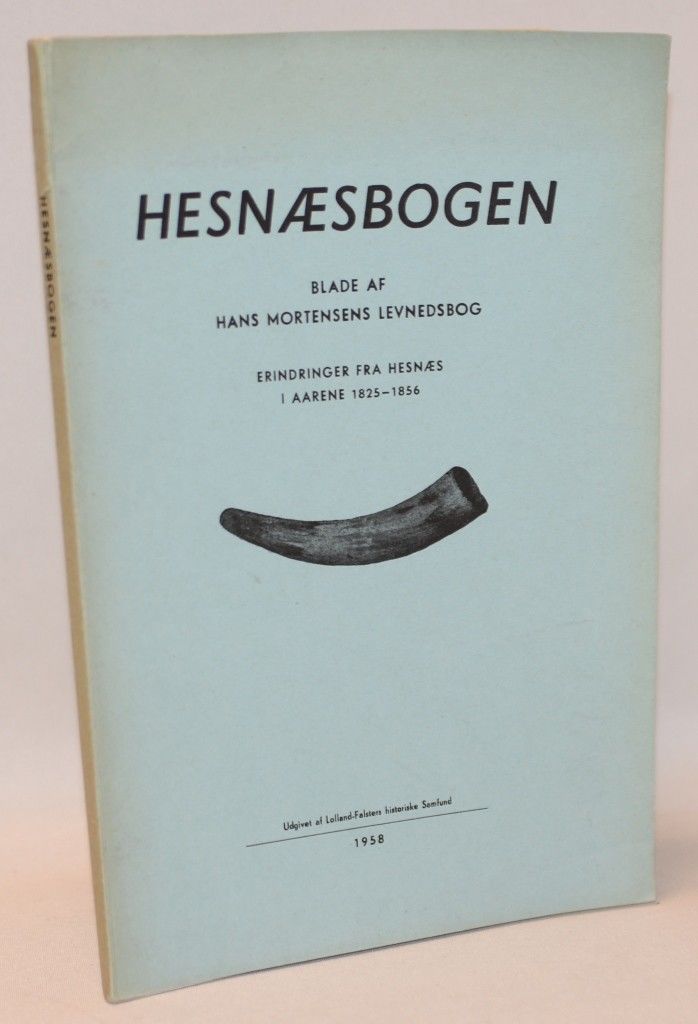 HESNÆSBOGEN
HESNÆSBOGEN
BLADE AF
HANS MORTENSENS LEVNEDSBOG
ERINDRINGER FRA HESNÆS
I AARENE 1825-1856
Udgivet af Lolland-Falsters historiske Samfund
1958